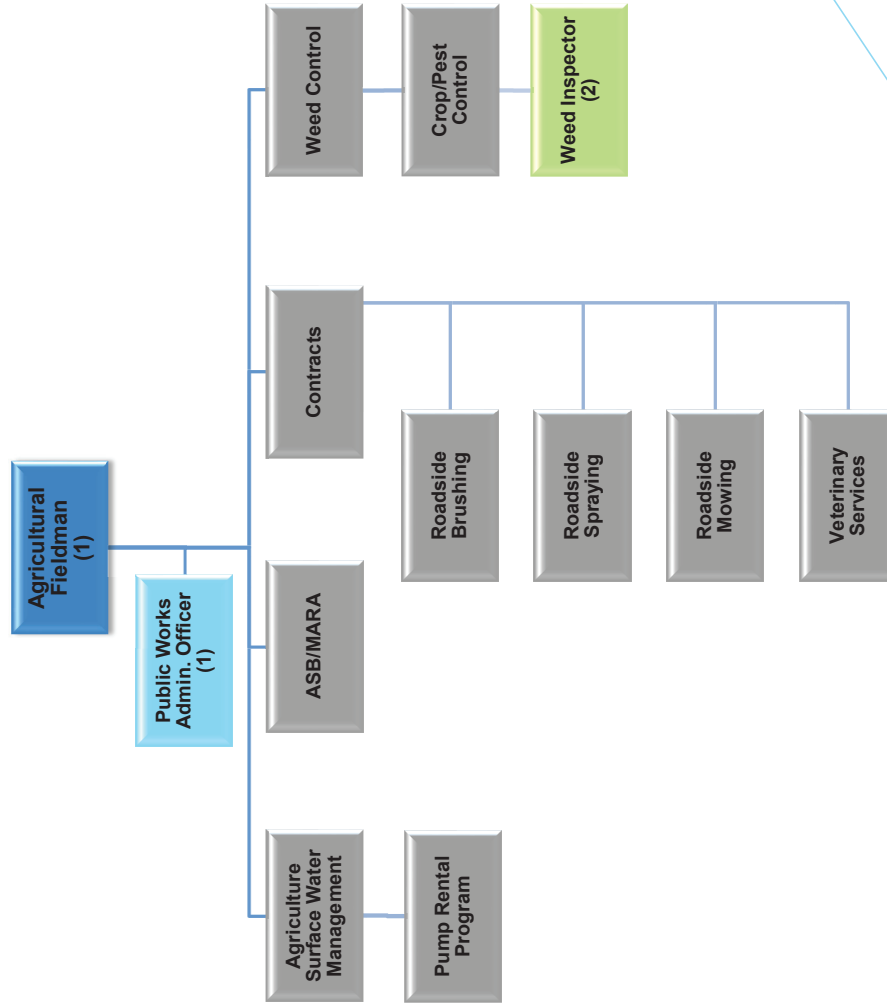 Agricultural
Fieldman
(1)
Public Works
Admin. Officer
(1)
Agriculture
Surface Water
Management
ASB/MARA
Contracts
Weed Control
Pump Rental
Program
Roadside
Brushing
Crop/Pest
Control
Roadside
Spraying
Weed Inspector
(2)
Roadside
Mowing
Veterinary
Services